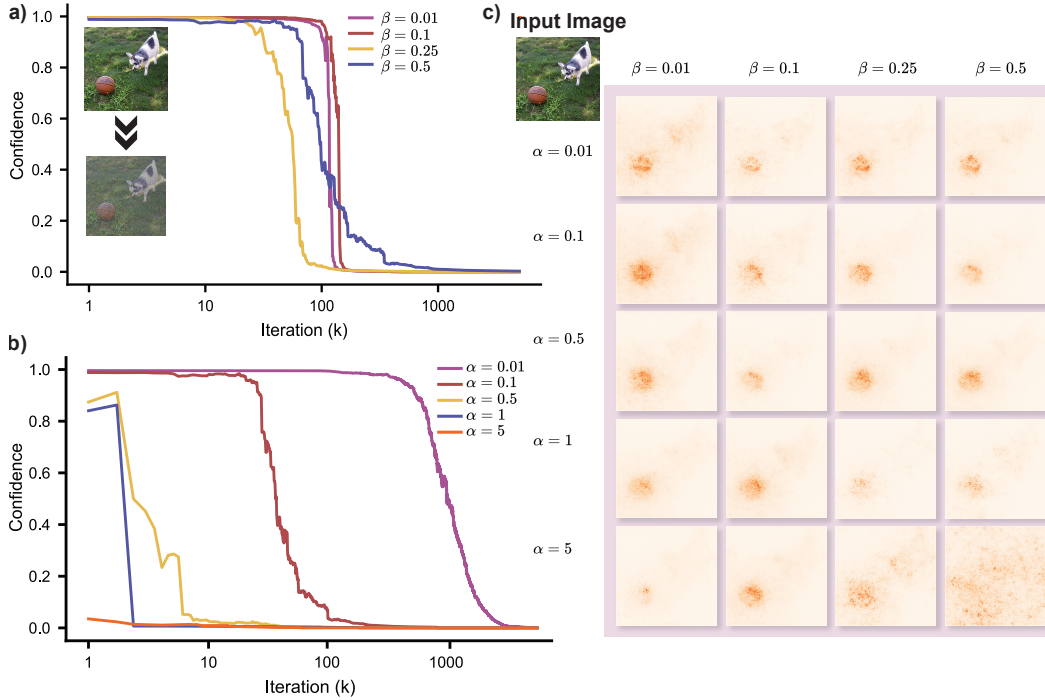 a)
1.0
0.8
0.6
0.4
0.2
0.0
Confidence
1
10
100
1000
Iteration (k)
β = 0.01
β = 0.1
β = 0.25
β = 0.5
b)
1.0
0.8
0.6
0.4
0.2
0.0
Confidence
1
10
100
1000
Iteration (k)
α = 0.01
α = 0.1
α = 0.5
α = 1
α = 5
c)
Input Image
β = 0.01
β = 0.1
β = 0.25
β = 0.5
α = 0.01
α = 0.1
α = 0.5
α = 1
α = 5